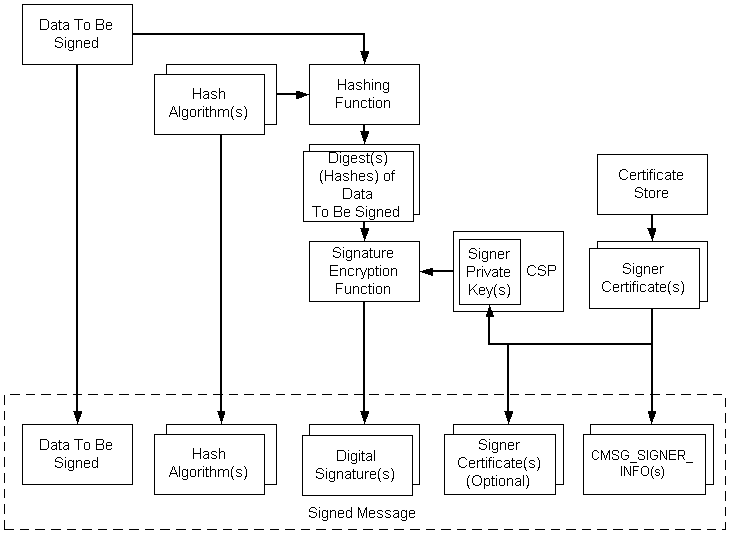 Data To Be
Signed
Hash
Algorithm(s)
Hashing
Function
Digest(s)
(Hashes) of
Data
To Be Signed
Certificate
Store
Signature
Encryption
Function
Signer
Private
Key(s)
CSP
Signer
Certificate(s)
Data To Be
Signed
Hash
Algorithm(s)
Digital
Signature(s)
Signer
Certificate(s)
(Optional)
CMSG_SIGNER_
INFO(s)
Signed Message